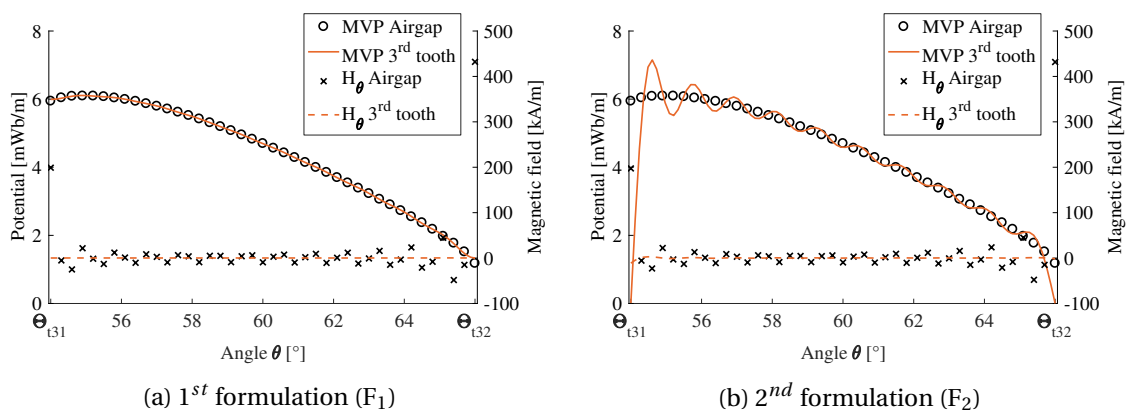 8
6
4
2
0
Potential [mWb/m]
500
400
300
200
100
0
-100
Magnetic field [kA/m]
MVP Airgap
MVP 3rd tooth
Hθ Airgap
Hθ 3rd tooth
Θt31 56 58 60 62 64 Θt32
Angle θ [°]
(a) 1st formulation (F1)
8
6
4
2
0
Potential [mWb/m]
500
400
300
200
100
0
-100
Magnetic field [kA/m]
MVP Airgap
MVP 3rd tooth
Hθ Airgap
Hθ 3rd tooth
Θt31 56 58 60 62 64 Θt32
Angle θ [°]
(b) 2nd formulation (F2)